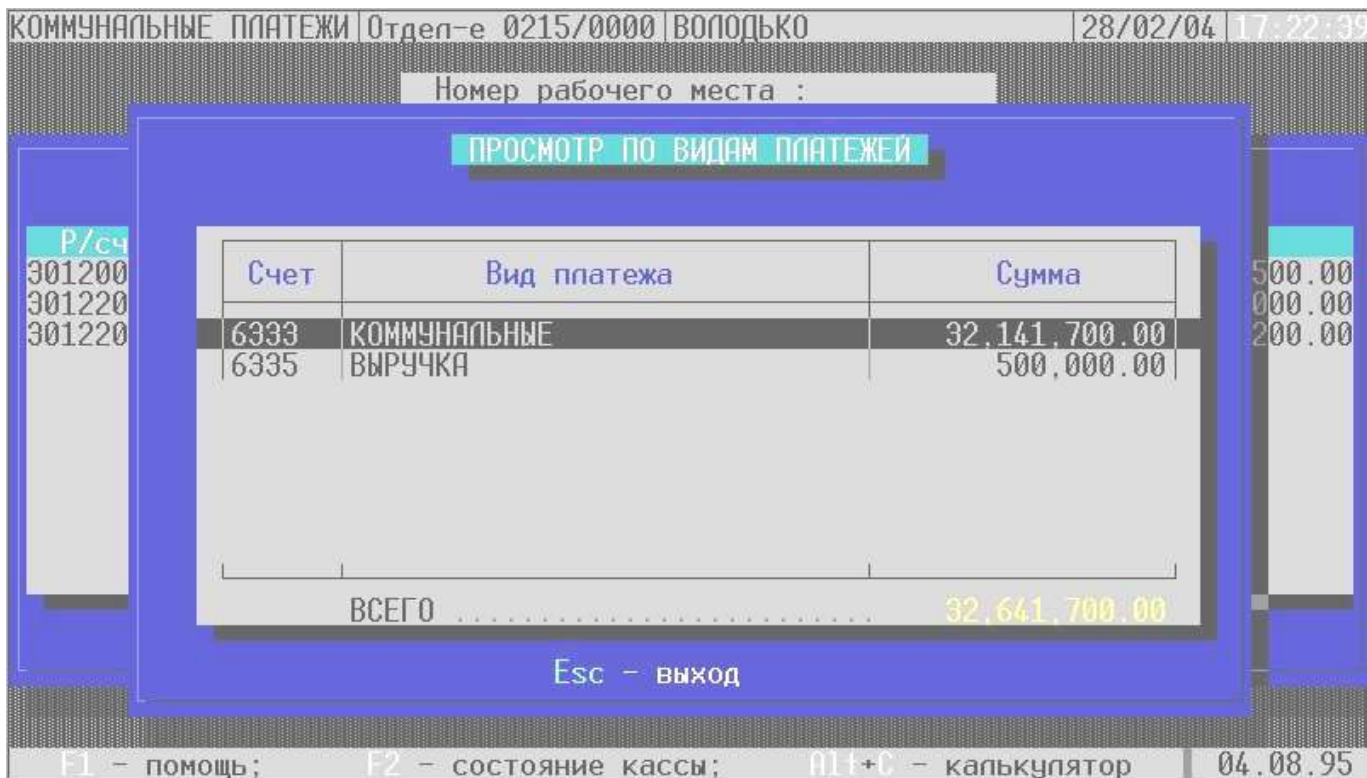 КОММУНАЛЬНЫЕ ПЛАТЕЖИ|Отдел-е 0215/0000|ВОЛОДЬКО |28/02/04|17:22:39
Номер рабочего места :
ПРОСМОТР ПО ВИДАМ ПЛАТЕЖЕЙ
Р/сч
Счет Вид платежа Сумма
301200 500.00
301220 000.00
301220 200.00
6333 КОММУНАЛЬНЫЕ 32,141,700.00
6335 ВЫРУЧКА 500,000.00
ВСЕГО ......................... 32,641,700.00
Esc - выход
F1 - помощь; F2 - состояние кассы; Alt+C - калькулятор 04.08.95